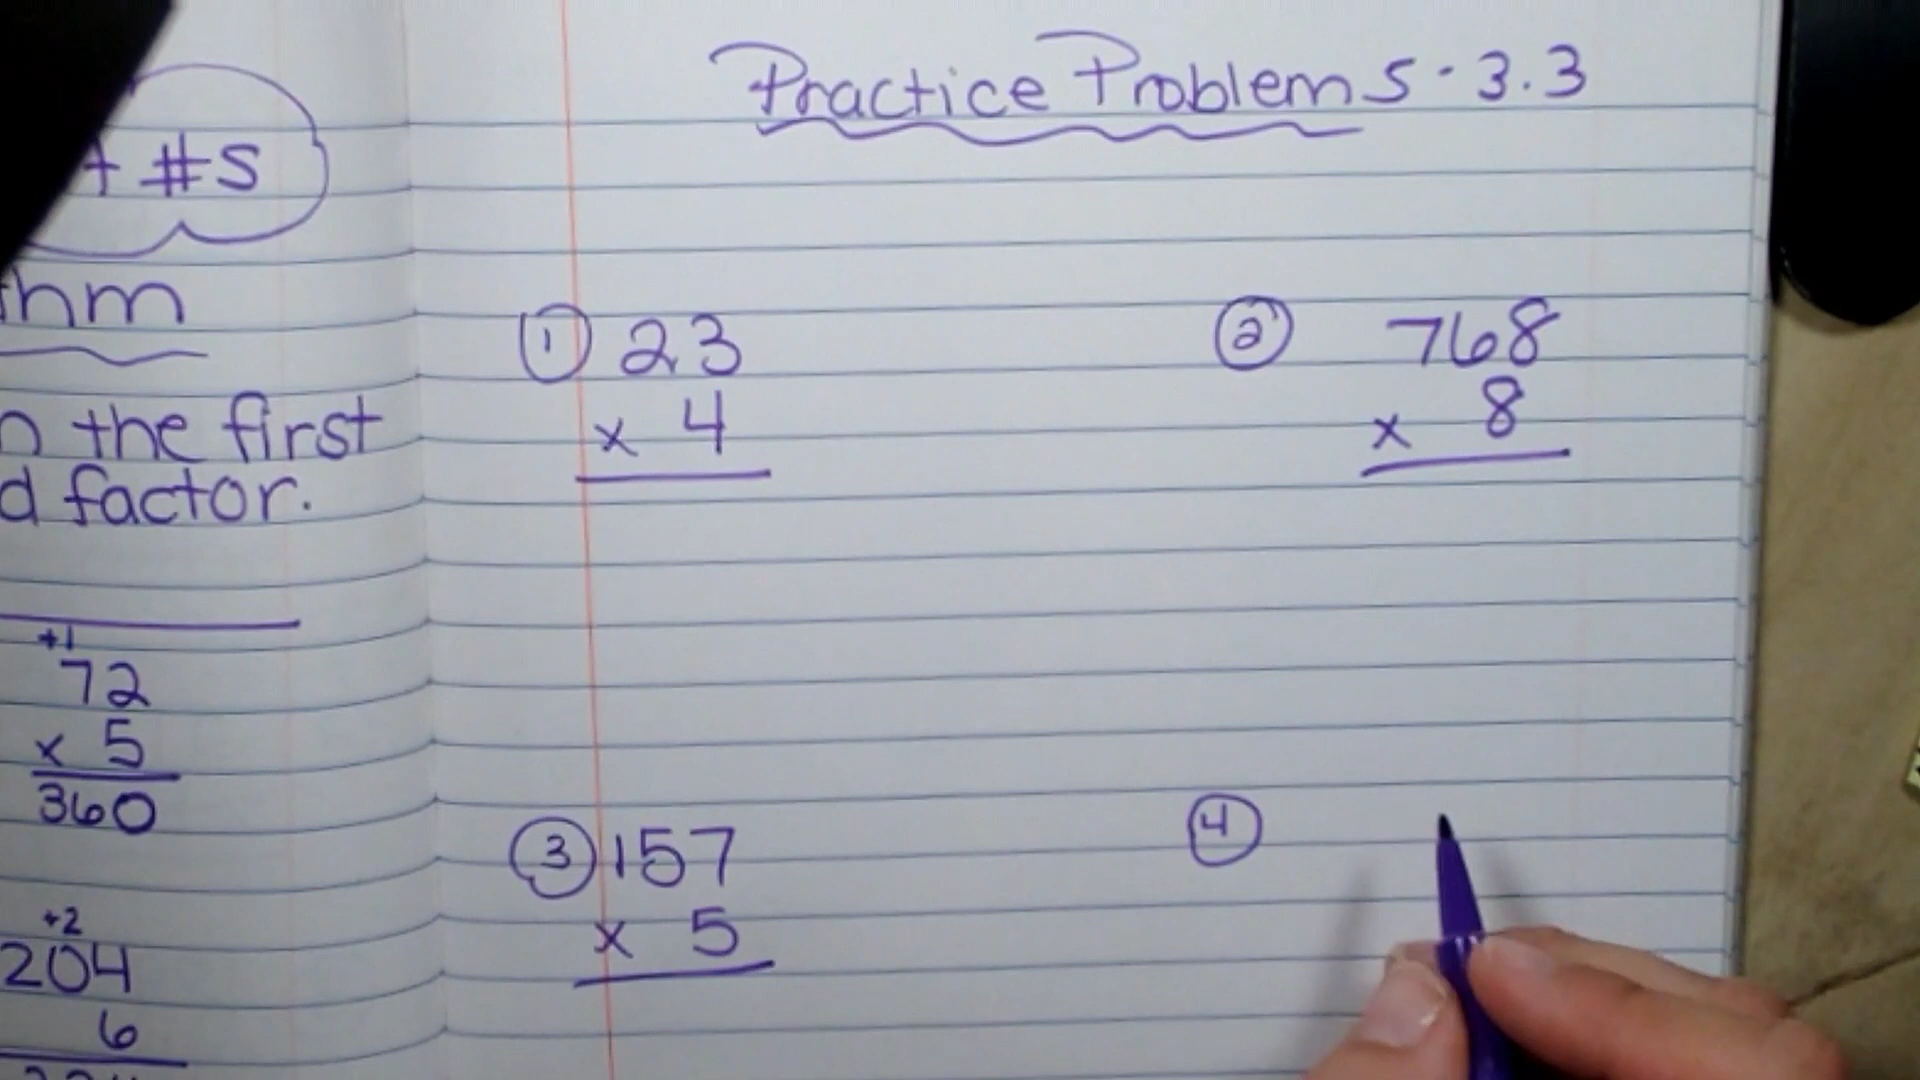 #s
hm
n the first
d factor.
+1
72
x 5
360
+2
204
6
Practice Problems - 3.3
① 23
x 4
② 768
x 8
③ 157
x 5
④